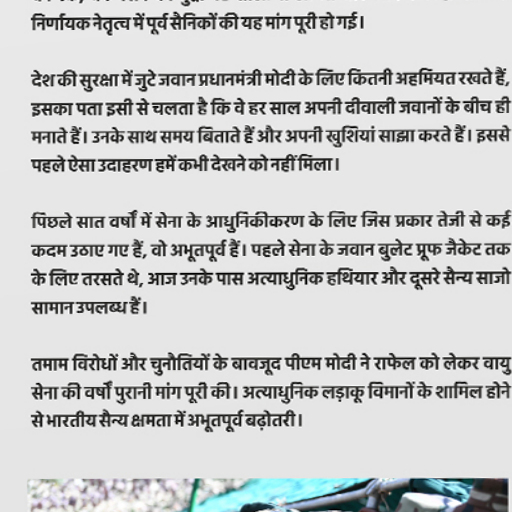 निर्णायक नेतृत्व में पूर्व सैनिकों की यह मांग पूरी हो गई।
देश की सुरक्षा में जुटे जवान प्रधानमंत्री मोदी के लिए कितनी अहमियत रखते हैं,
इसका पता इसी से चलता है कि वे हर साल अपनी दीवाली जवानों के बीच ही
मनाते हैं। उनके साथ समय बिताते हैं और अपनी खुशियां साझा करते हैं। इससे
पहले ऐसा उदाहरण हमें कभी देखने को नहीं मिला।
पिछले सात वर्षों में सेना के आधुनिकीकरण के लिए जिस प्रकार तेजी से कई
कदम उठाए गए हैं, वो अभूतपूर्व हैं। पहले सेना के जवान बुलेट प्रूफ जैकेट तक
के लिए तरसते थे, आज उनके पास अत्याधुनिक हथियार और दूसरे सैन्य साजो
सामान उपलब्ध हैं।
तमाम विरोधों और चुनौतियों के बावजूद पीएम मोदी ने राफेल को लेकर वायु
सेना की वर्षों पुरानी मांग पूरी की। अत्याधुनिक लड़ाकू विमानों के शामिल होने
से भारतीय सैन्य क्षमता में अभूतपूर्व बढ़ोतरी।